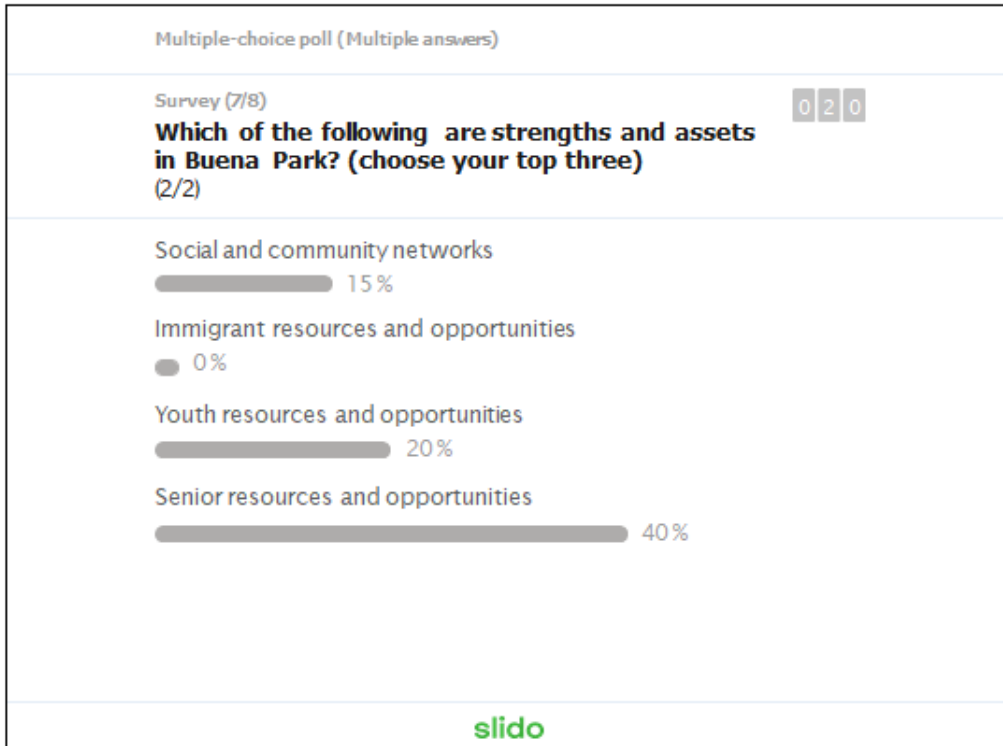 Multiple-choice poll (Multiple answers)
Survey (7/8)
0 2 0
Which of the following are strengths and assets
in Buena Park? (choose your top three)
(2/2)
Social and community networks
15%
Immigrant resources and opportunities
0%
Youth resources and opportunities
20%
Senior resources and opportunities
40%
slido